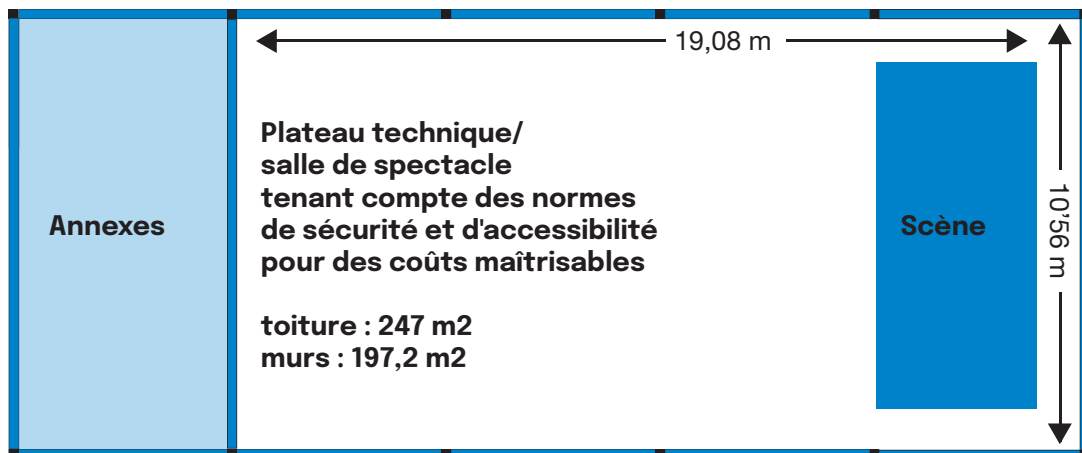 19,08 m
Plateau technique/
salle de spectacle
tenant compte des normes
de sécurité et d'accessibilité
pour des coûts maîtrisables
toiture : 247 m2
murs : 197,2 m2
Annexes
Scène
10'56 m